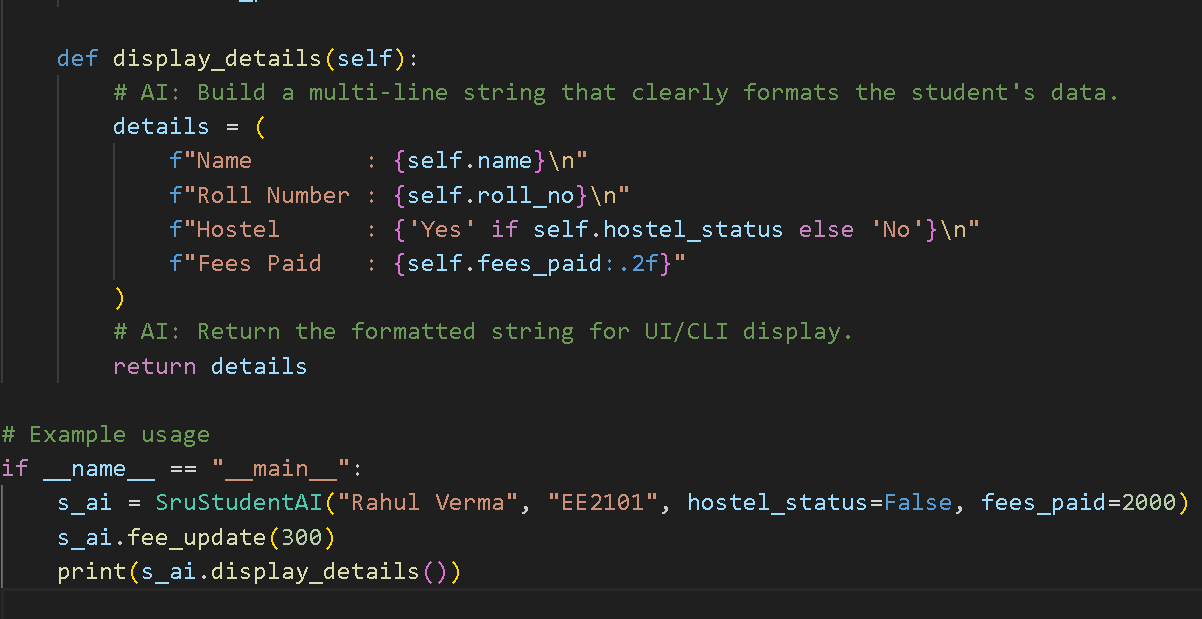 def display_details(self):
        # AI: Build a multi-line string that clearly formats the student's data.
        details = (
            f"Name        : {self.name}\n"
            f"Roll Number : {self.roll_no}\n"
            f"Hostel      : {'Yes' if self.hostel_status else 'No'}\n"
            f"Fees Paid   : {self.fees_paid:.2f}"
        )
        # AI: Return the formatted string for UI/CLI display.
        return details
# Example usage
if __name__ == "__main__":
    s_ai = SruStudentAI("Rahul Verma", "EE2101", hostel_status=False, fees_paid=2000)
    s_ai.fee_update(300)
    print(s_ai.display_details())